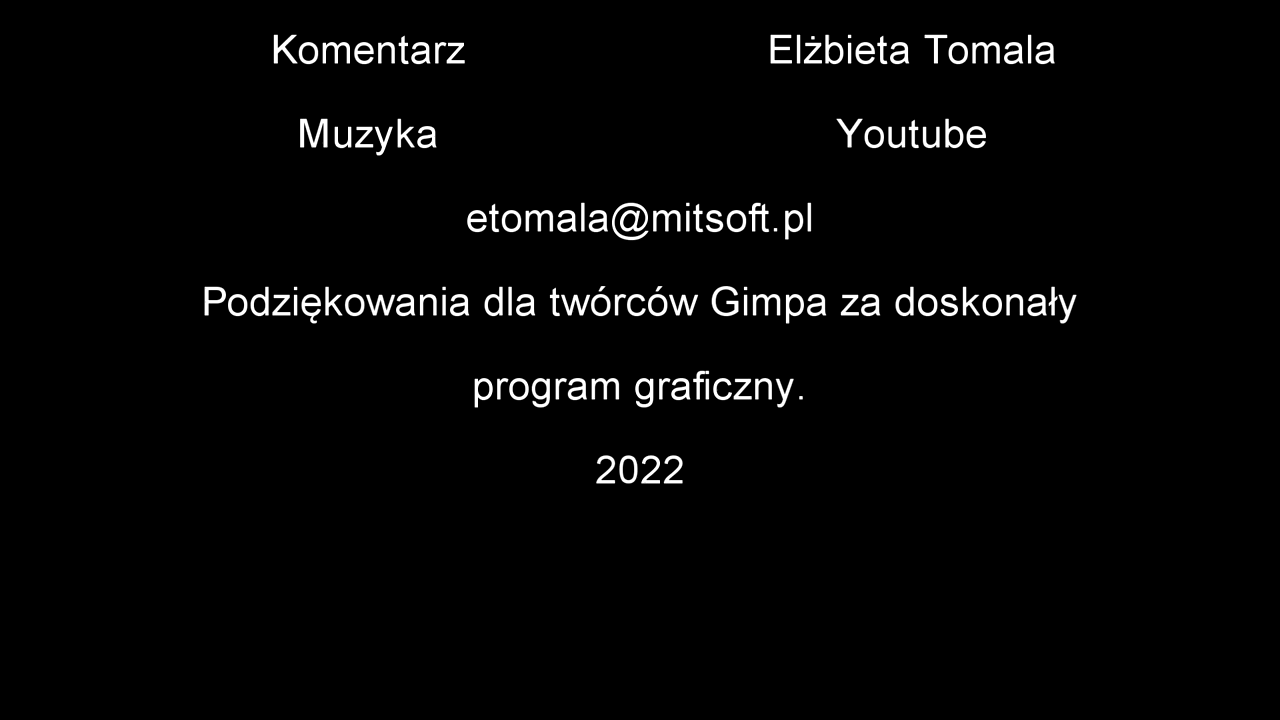 Komentarz Elżbieta Tomala
Muzyka Youtube
etomala@mitsoft.pl
Podziękowania dla twórców Gimpa za doskonały
program graficzny.
2022